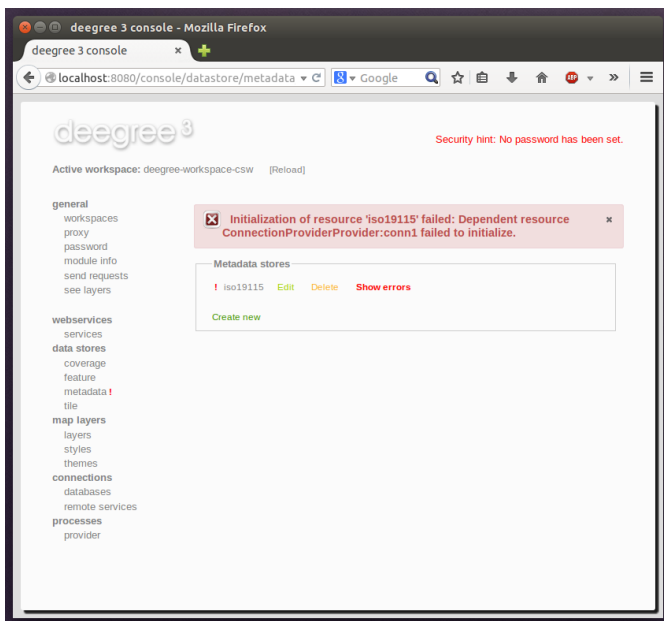 deegree 3 console - Mozilla Firefox
deegree 3 console
localhost:8080/console/datastore/metadata Google
deegree 3
Security hint: No password has been set.
Active workspace: deegree-workspace-csw [Reload]
general
workspaces
proxy
password
module info
send requests
see layers
webservices
services
data stores
coverage
feature
metadata !
tile
map layers
layers
styles
themes
connections
databases
remote services
processes
provider
Initialization of resource 'iso19115' failed: Dependent resource
ConnectionProviderProvider:conn1 failed to initialize.
Metadata stores
! iso19115 Edit Delete Show errors
Create new